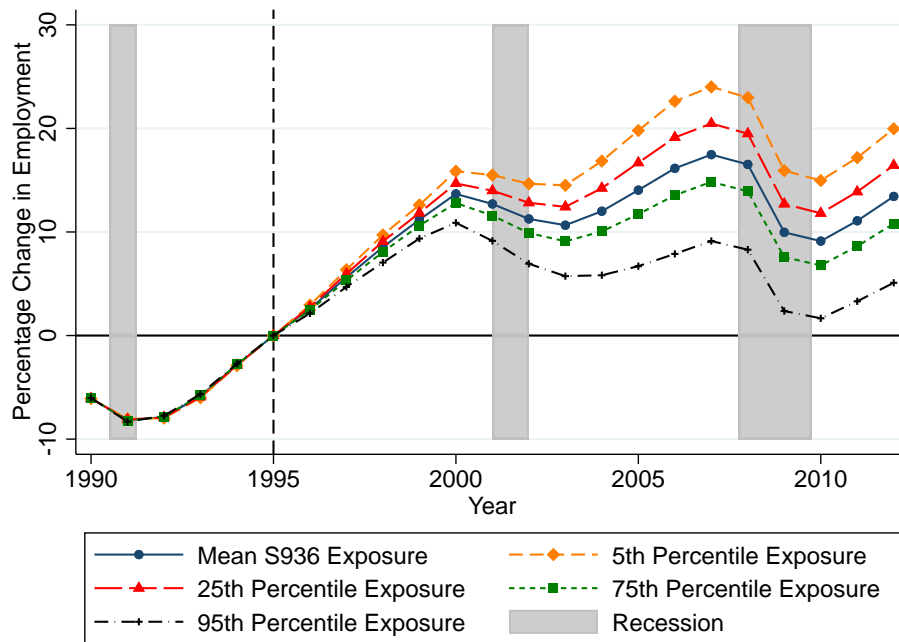 Percentage Change in Employment
30
20
10
0
-10
1990
1995
2000
2005
2010
Year
Mean S936 Exposure
5th Percentile Exposure
25th Percentile Exposure
75th Percentile Exposure
95th Percentile Exposure
Recession